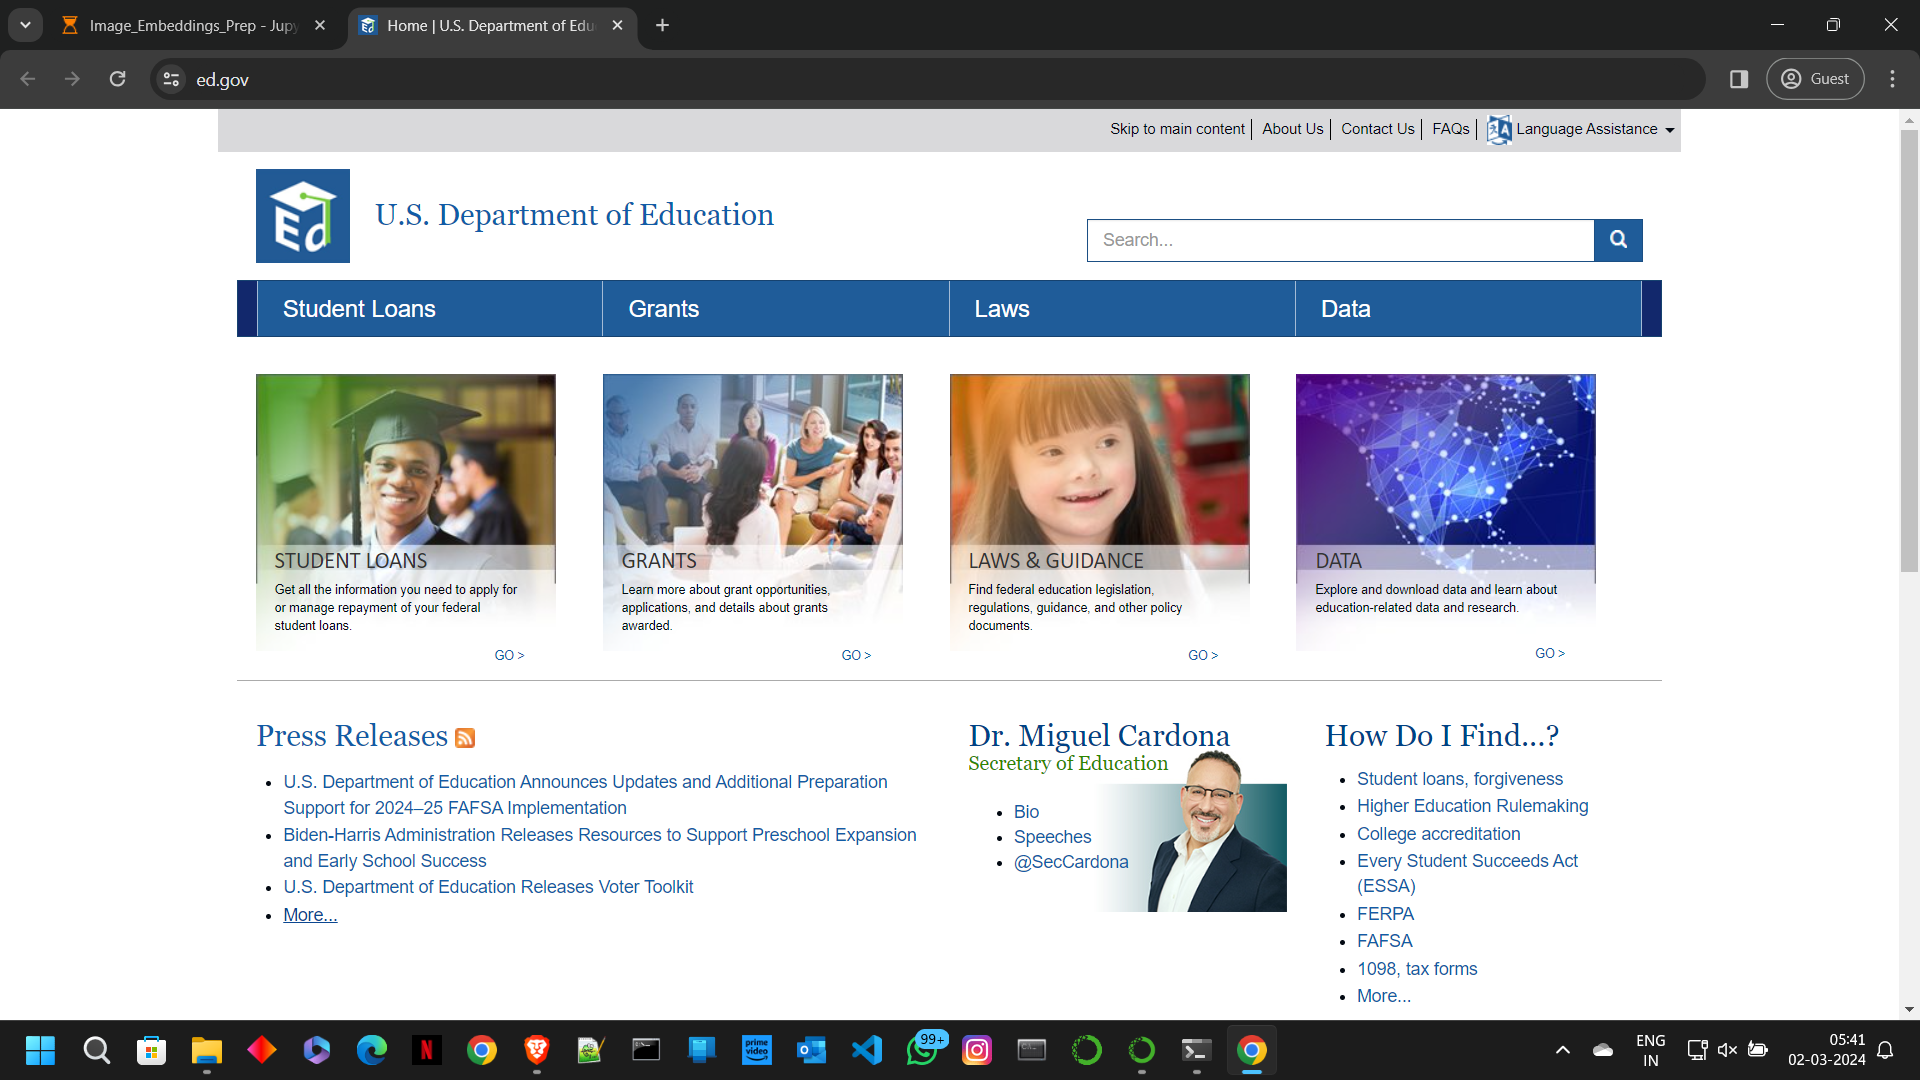 Image_Embeddings_Prep - Jupy
Home | U.S. Department of Edu
ed.gov
Guest
Skip to main content
About Us
Contact Us
FAQs
Language Assistance
Ed
U.S. Department of Education
Search...
Student Loans
Grants
Laws
Data
STUDENT LOANS
Get all the information you need to apply for
or manage repayment of your federal
student loans.
GO >
GRANTS
Learn more about grant opportunities,
applications, and details about grants
awarded.
GO >
LAWS & GUIDANCE
Find federal education legislation,
regulations, guidance, and other policy
documents.
GO >
DATA
Explore and download data and learn about
education-related data and research.
GO >
Press Releases
U.S. Department of Education Announces Updates and Additional Preparation
Support for 2024–25 FAFSA Implementation
Biden-Harris Administration Releases Resources to Support Preschool Expansion
and Early School Success
U.S. Department of Education Releases Voter Toolkit
More...
Dr. Miguel Cardona
Secretary of Education
Bio
Speeches
@SecCardona
How Do I Find...?
Student loans, forgiveness
Higher Education Rulemaking
College accreditation
Every Student Succeeds Act
(ESSA)
FERPA
FAFSA
1098, tax forms
More...
N
prime video
99+
ENG
IN
05:41
02-03-2024